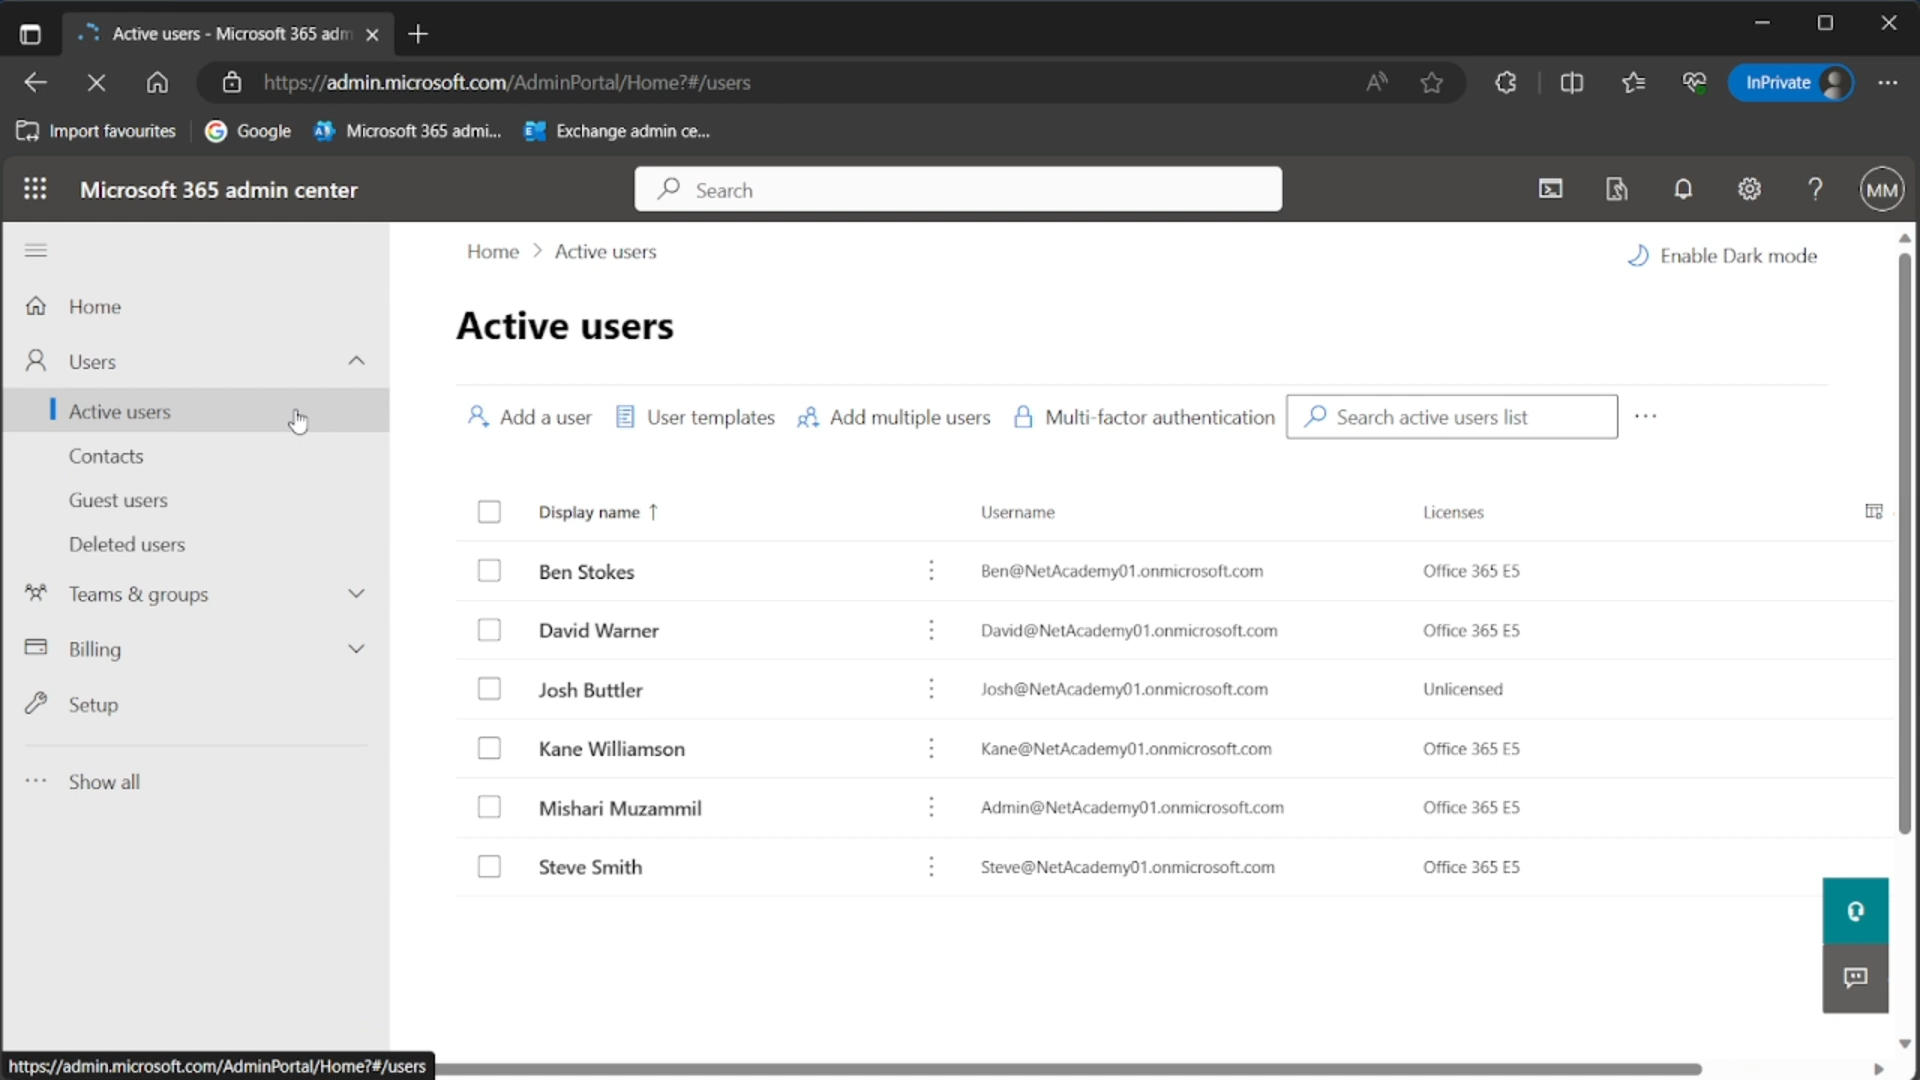 Active users - Microsoft 365 adm
https://admin.microsoft.com/AdminPortal/Home?#/users
InPrivate
Import favourites
Google
Microsoft 365 admi...
Exchange admin ce...
Microsoft 365 admin center
Search
MM
Home > Active users
Enable Dark mode
Home
Users
Active users
Contacts
Guest users
Deleted users
Teams & groups
Billing
Setup
Show all
Active users
Add a user
User templates
Add multiple users
Multi-factor authentication
Search active users list
Display name ↑ Username Licenses
Ben Stokes Ben@NetAcademy01.onmicrosoft.com Office 365 E5
David Warner David@NetAcademy01.onmicrosoft.com Office 365 E5
Josh Buttler Josh@NetAcademy01.onmicrosoft.com Unlicensed
Kane Williamson Kane@NetAcademy01.onmicrosoft.com Office 365 E5
Mishari Muzammil Admin@NetAcademy01.onmicrosoft.com Office 365 E5
Steve Smith Steve@NetAcademy01.onmicrosoft.com Office 365 E5
https://admin.microsoft.com/AdminPortal/Home?#/users